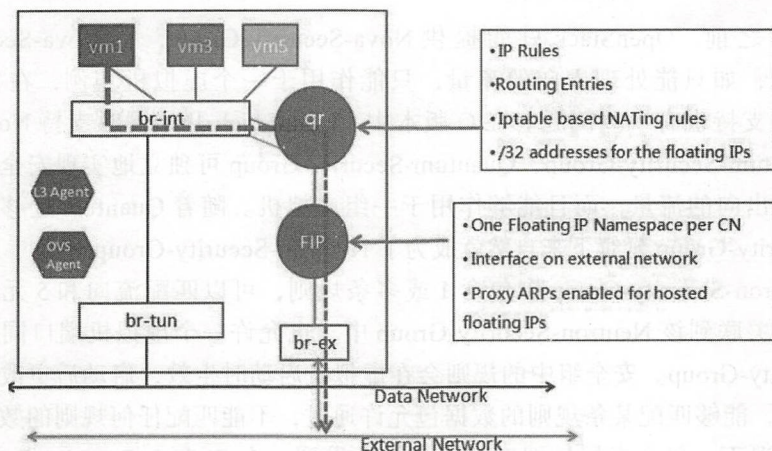 vm1
vm3
vm5
br-int
qr
L3 Agent
OVS
Agent
FIP
br-tun
br-ex
Data Network
External Network
•IP Rules
•Routing Entries
•Iptable based NATing rules
• /32 addresses for the floating IPs
•One Floating IP Namespace per CN
•Interface on external network
•Proxy ARPs enabled for hosted
floating IPs